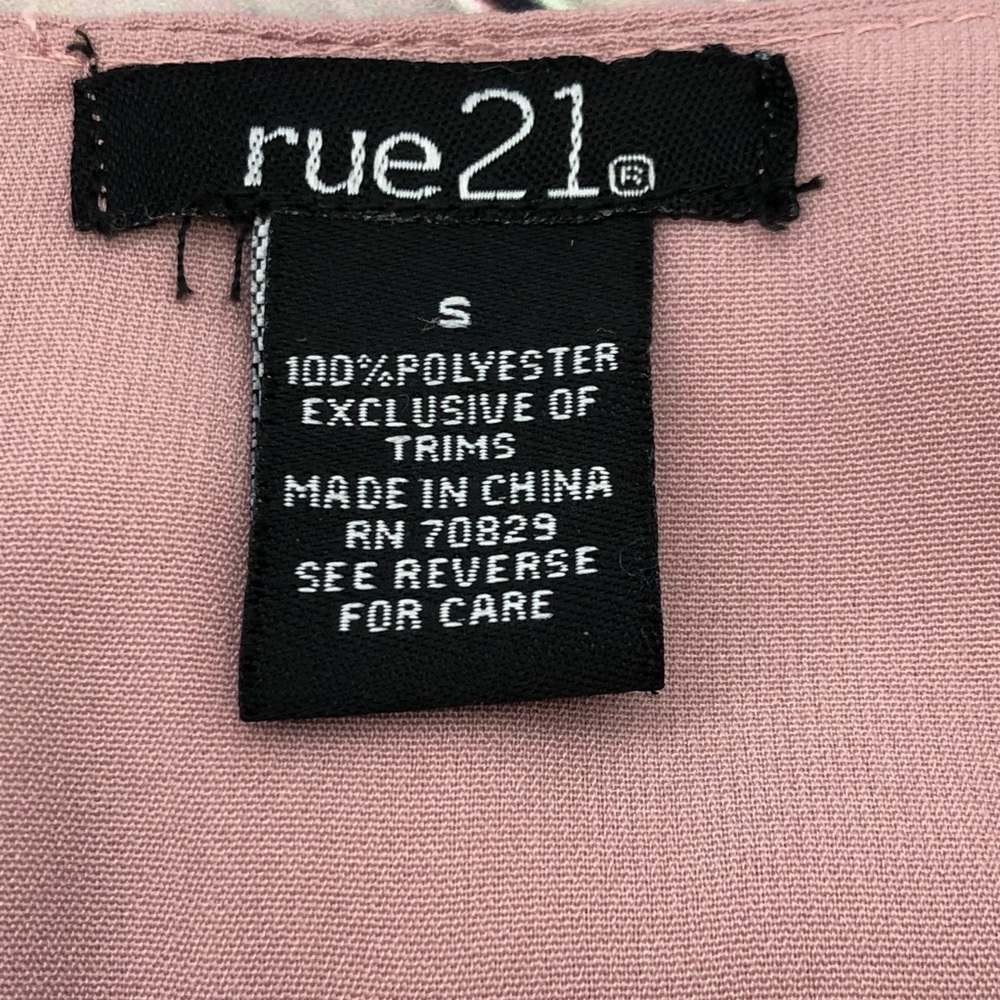 rue21®
S
100%POLYESTER
EXCLUSIVE OF
TRIMS
MADE IN CHINA
RN 70829
SEE REVERSE
FOR CARE